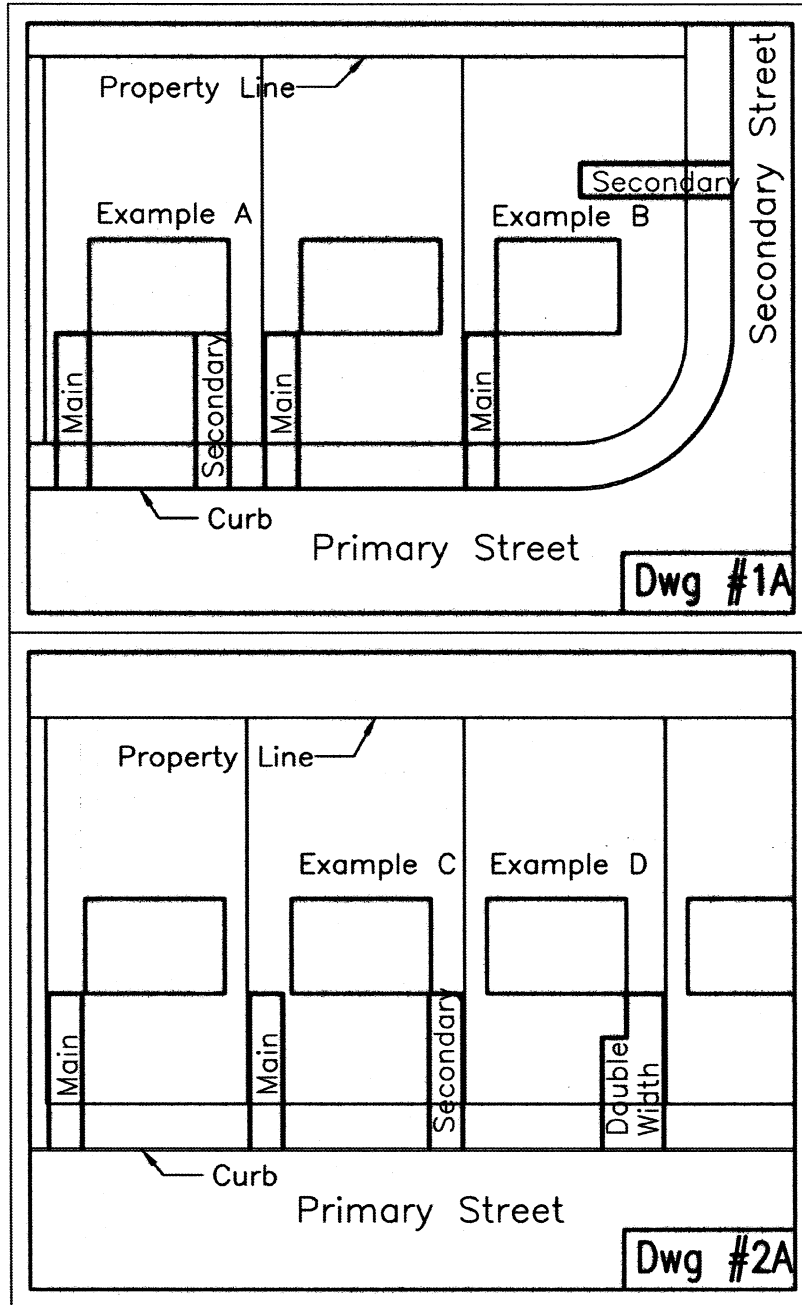 Property Line
Secondary Street
Secondary
Example A
Example B
Main
Secondary
Main
Main
Curb
Primary Street
Dwg #1A
Property Line
Example C
Example D
Main
Main
Secondary
Double
Width
Curb
Primary Street
Dwg #2A